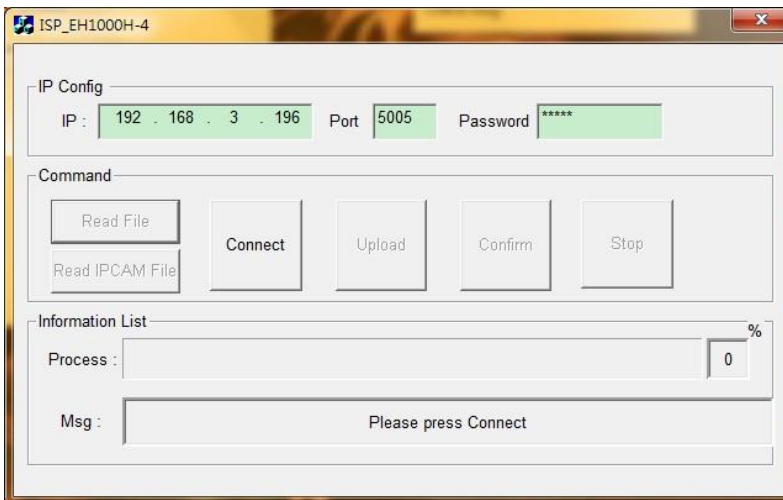 ISP_EH1000H-4
IP Config
IP : 192 . 168 . 3 . 196 Port 5005 Password *****
Command
Read File
Connect Upload Confirm Stop
Read IPCAM File
Information List
%
Process : 0
Msg : Please press Connect